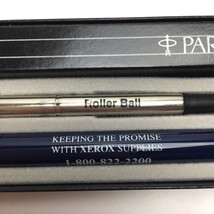 PAR
Roller Ball
KEEPING THE PROMISE
WITH XEROX SUPPLIES
1-800-822-2200